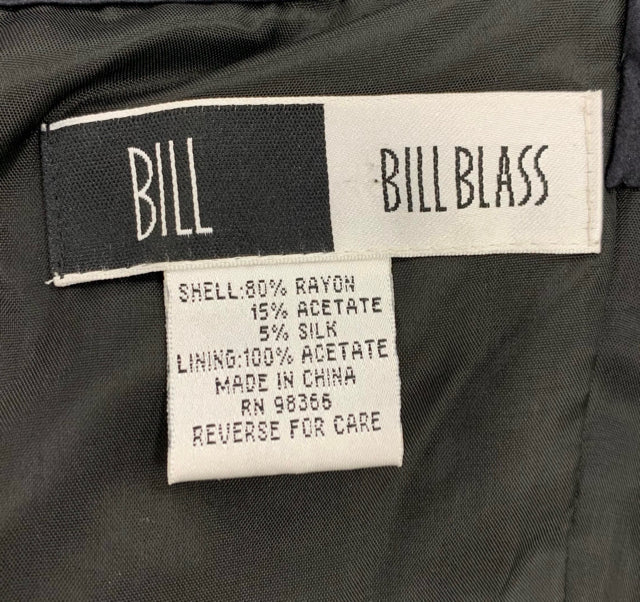 BILL
BILL BLASS
SHELL:80% RAYON
15% ACETATE
5% SILK
LINING:100% ACETATE
MADE IN CHINA
RN 98366
REVERSE FOR CARE